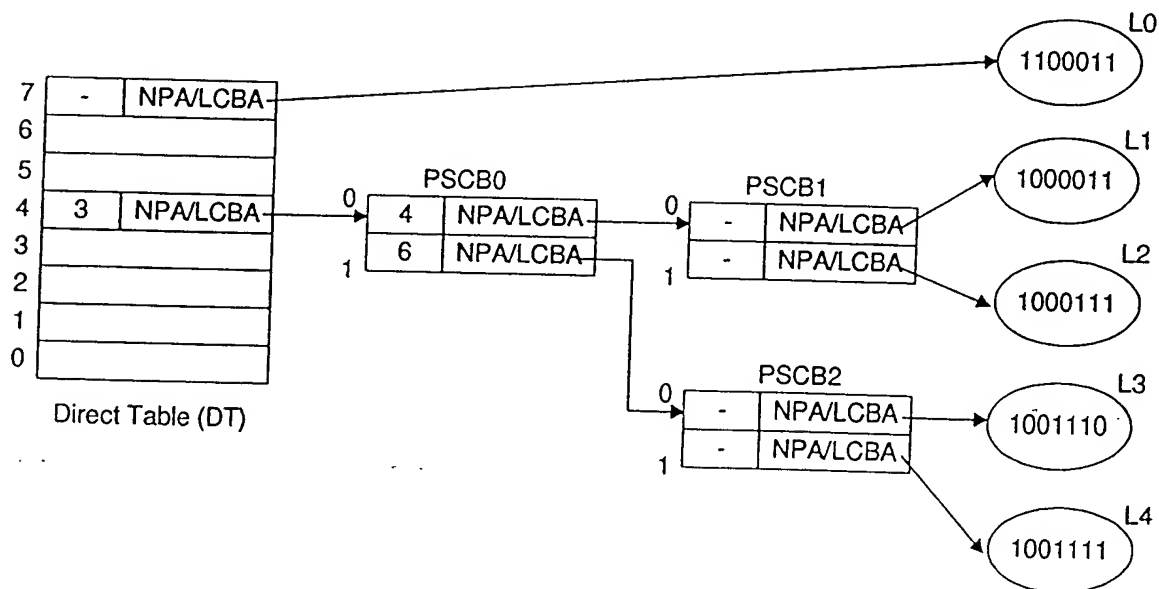 L0
1100011
7 - NPA/LCBA
6
5
4 3 NPA/LCBA
3
2
1
0
Direct Table (DT)
PSCB0
0 4 NPA/LCBA
1 6 NPA/LCBA
PSCB1
0 - NPA/LCBA
1 - NPA/LCBA
L1
1000011
L2
1000111
PSCB2
0 - NPA/LCBA
1 - NPA/LCBA
L3
1001110
L4
1001111